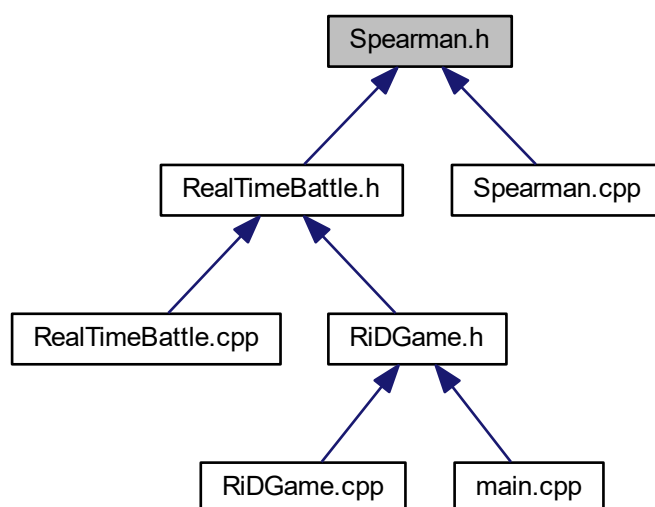 Spearman.h
RealTimeBattle.h
Spearman.cpp
RealTimeBattle.cpp
RiDGame.h
RiDGame.cpp
main.cpp